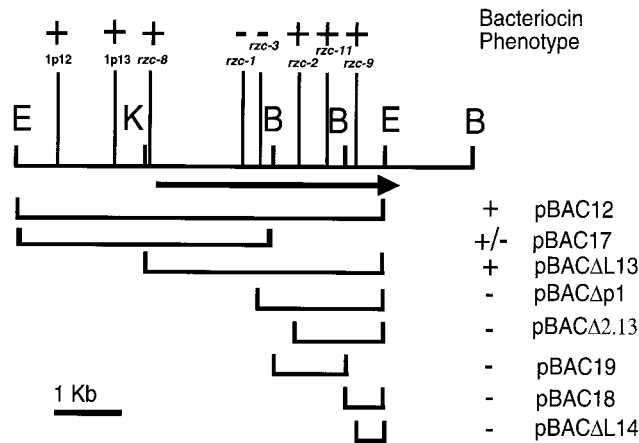 Bacteriocin
Phenotype
+ + + - - + + +
1p12 1p13 rzc-8 rzc-1 rzc-3 rzc-2 rzc-11 rzc-9
E K B B E B
+ pBAC12
+/- pBAC17
+ pBACΔL13
- pBACΔp1
- pBACΔ2.13
- pBAC19
- pBAC18
- pBACΔL14
1 Kb